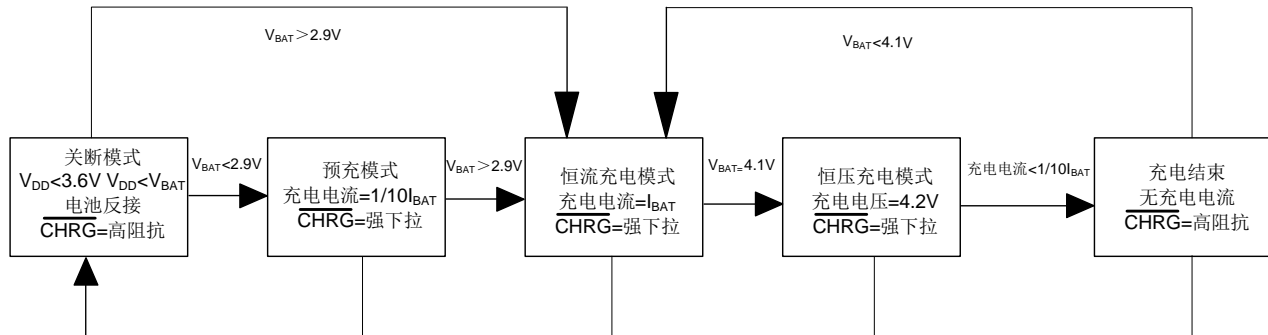 V_BAT＞2.9V
V_BAT<4.1V
关断模式
V_DD<3.6V V_DD<V_BAT
电池反接
CHRG=高阻抗
V_BAT<2.9V
预充模式
充电电流=1/10I_BAT
CHRG=强下拉
V_BAT＞2.9V
恒流充电模式
充电电流=I_BAT
CHRG=强下拉
V_BAT=4.1V
恒压充电模式
充电电压=4.2V
CHRG=强下拉
充电电流<1/10I_BAT
充电结束
无充电电流
CHRG=高阻抗